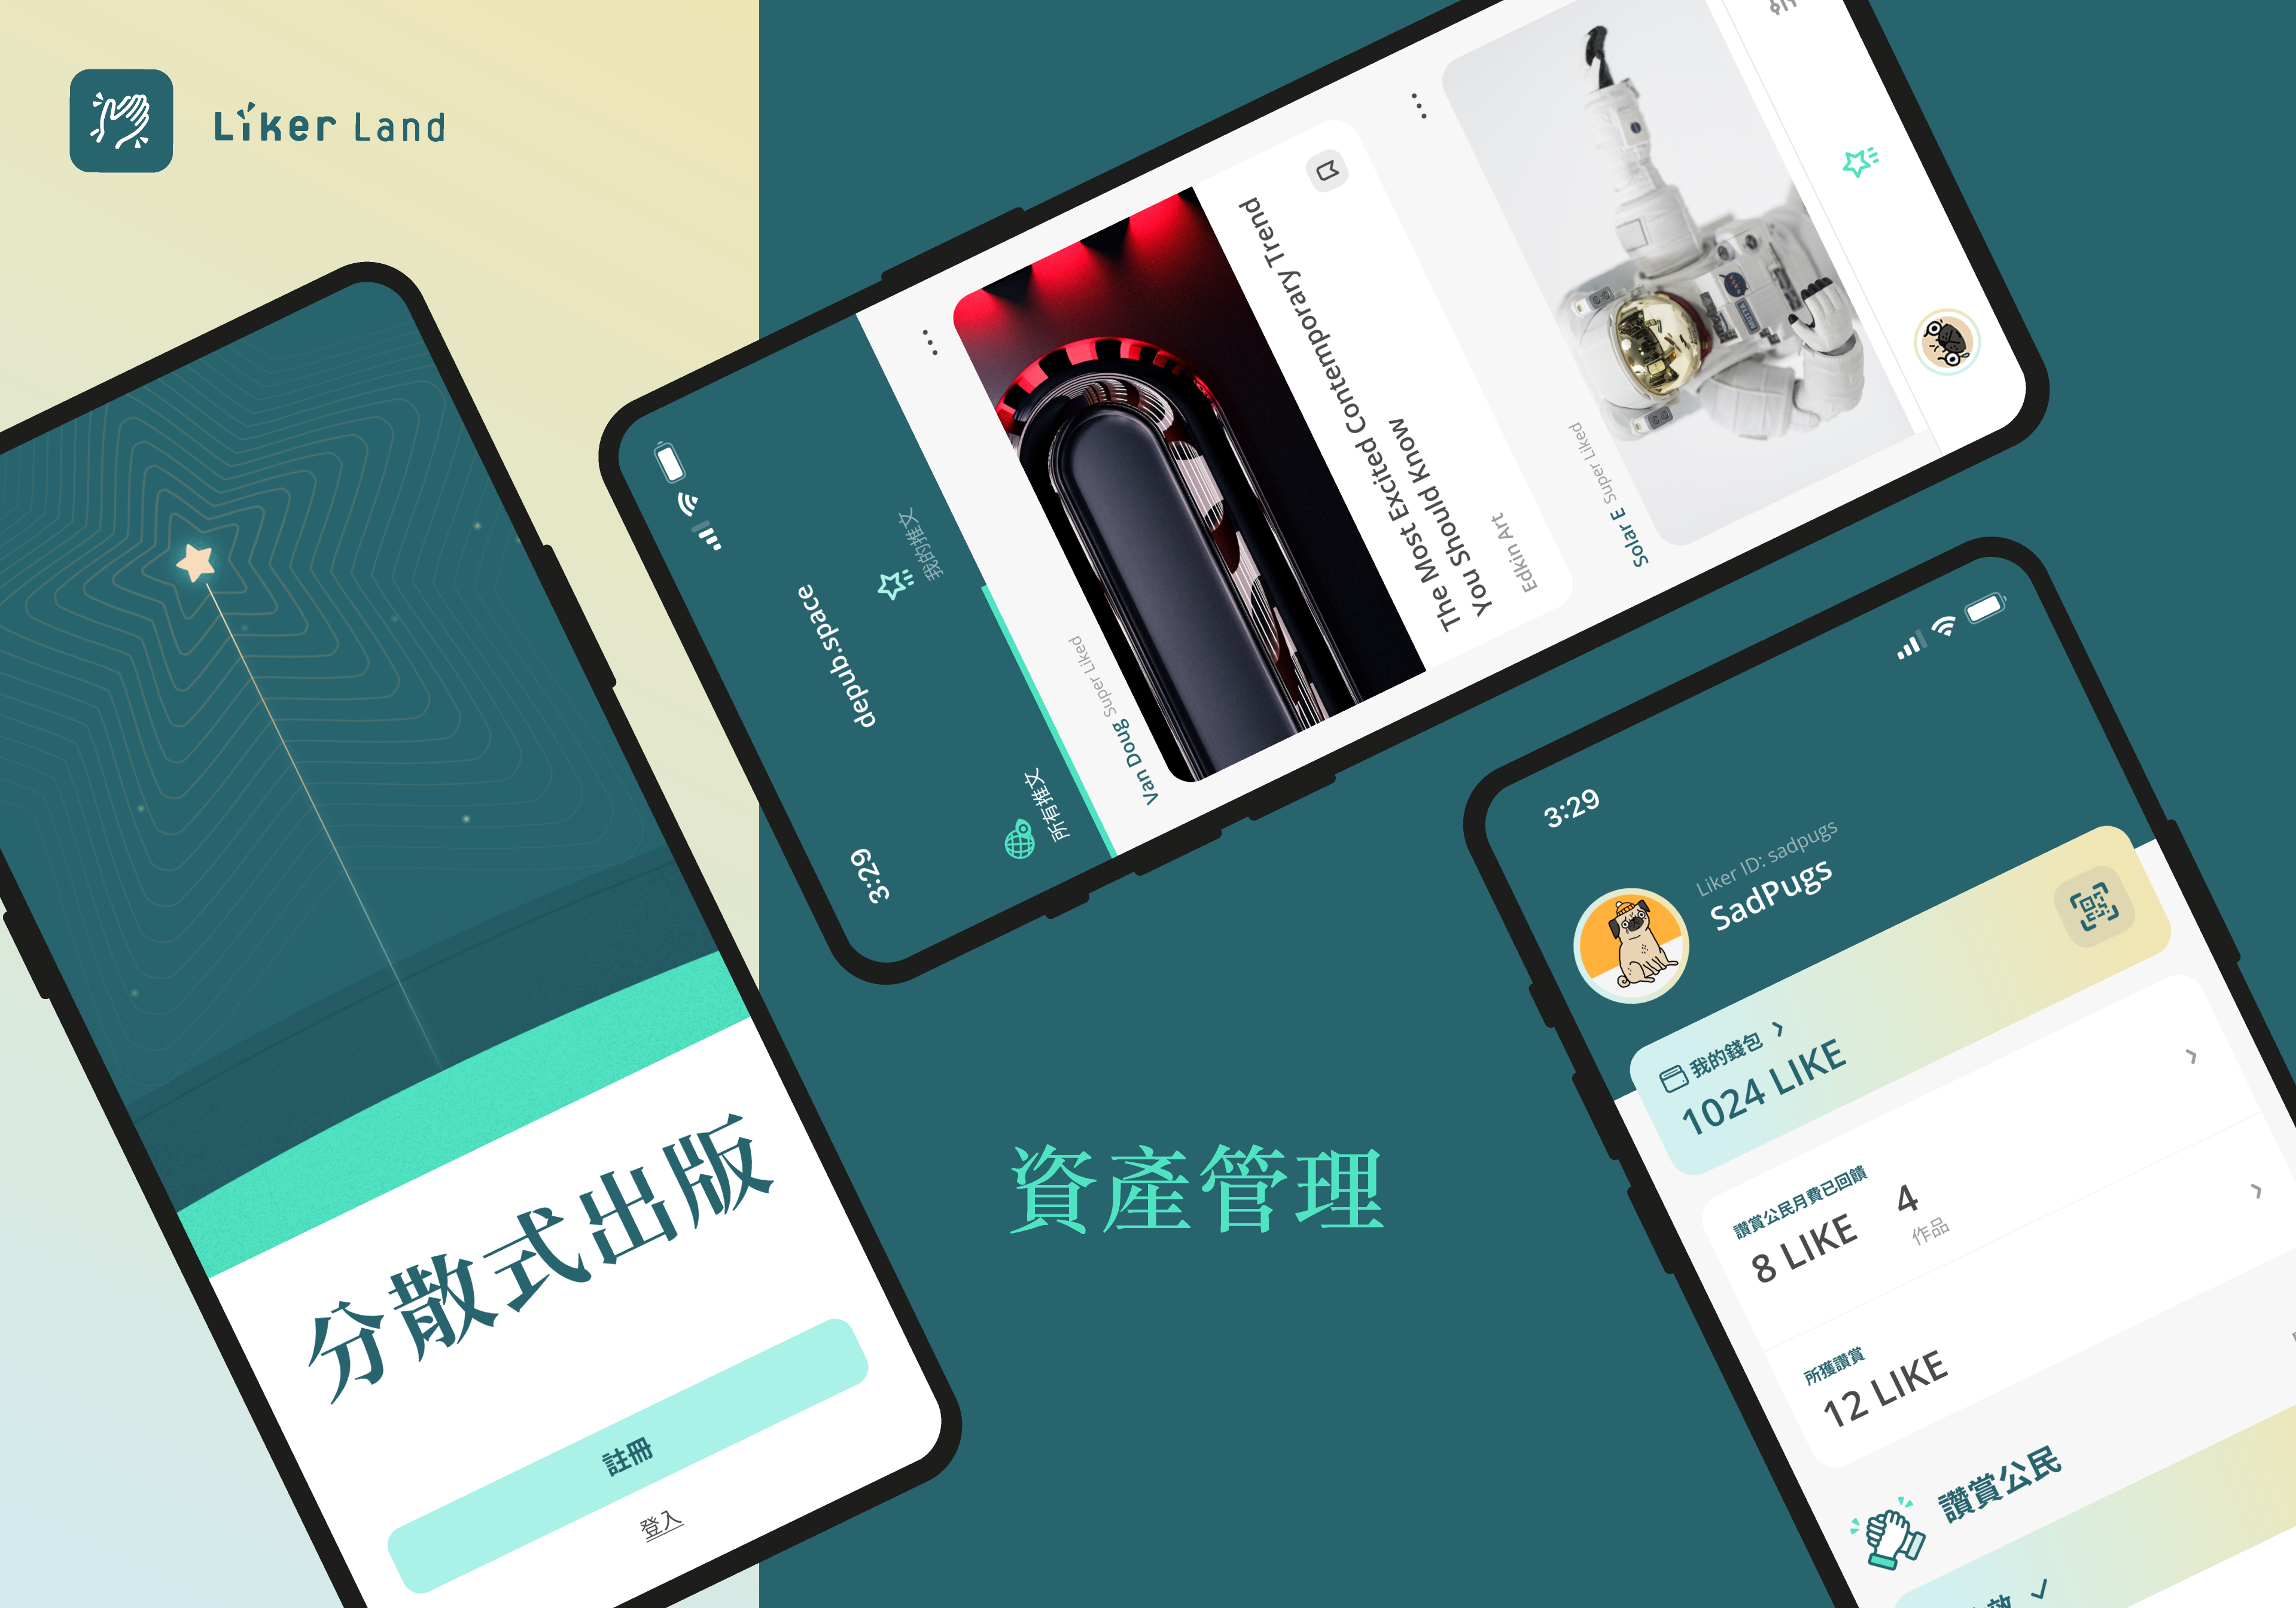 Liker Land
分散式出版
註冊
登入
3:29
depub.space
所有推文
我的推文
Van Doug Super Liked
The Most Excited Contemporary Trend
You Should Know
Edkin Art
Solar E Super Liked
資產管理
3:29
Liker ID: sadpugs
SadPugs
我的錢包
1024 LIKE
讚賞公民月費已回饋
8 LIKE
4
作品
所獲讚賞
12 LIKE
讚賞公民